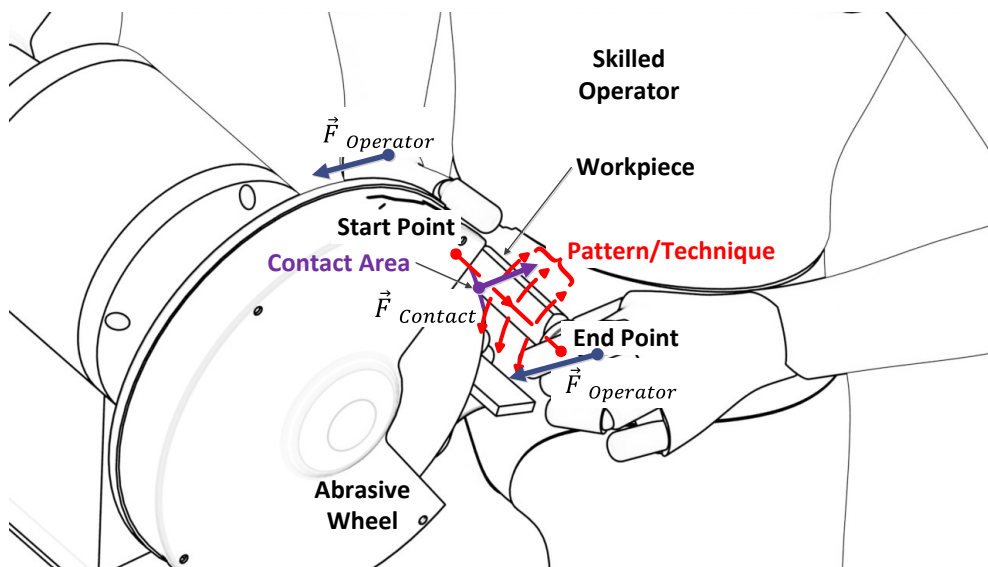 Skilled
Operator
F⃗ Operator
Workpiece
Start Point
Pattern/Technique
Contact Area
F⃗ Contact
End Point
F⃗ Operator
Abrasive
Wheel